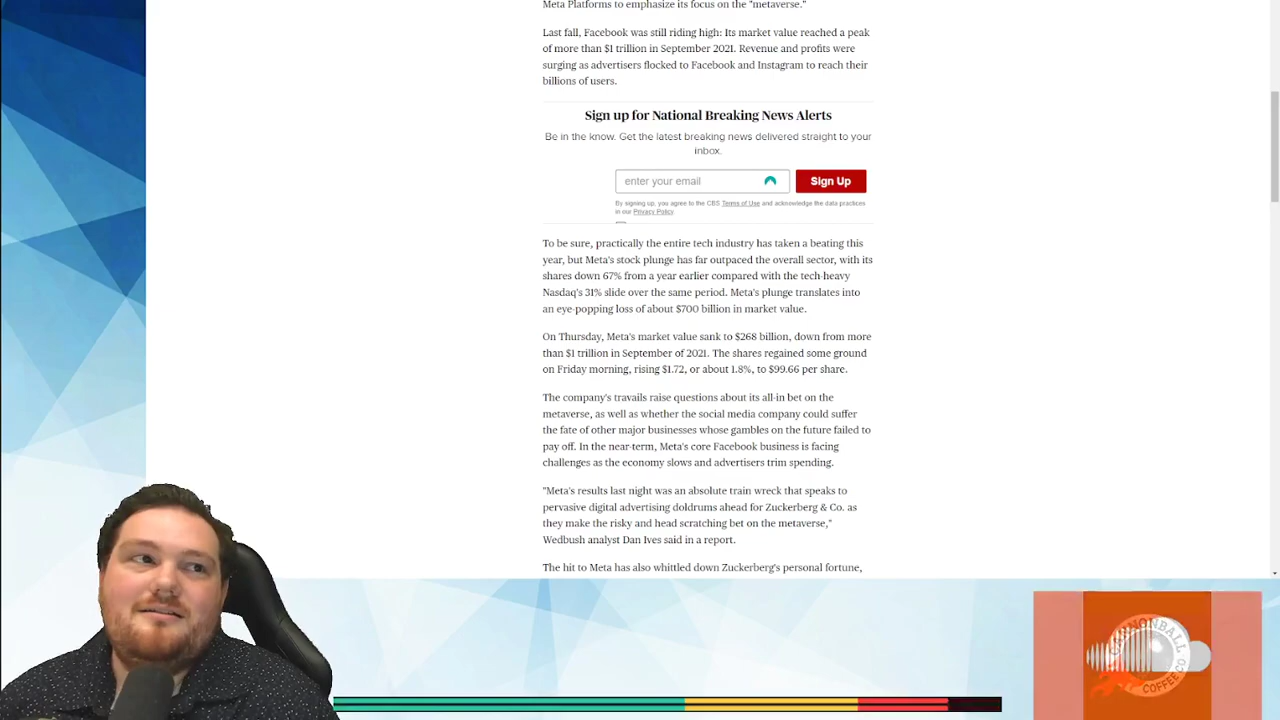 Meta Platforms to emphasize its focus on the "metaverse."
Last fall, Facebook was still riding high: Its market value reached a peak
of more than $1 trillion in September 2021. Revenue and profits were
surging as advertisers flocked to Facebook and Instagram to reach their
billions of users.
Sign up for National Breaking News Alerts
Be in the know. Get the latest breaking news delivered straight to your
inbox.
enter your email
Sign Up
By signing up, you agree to the CBS Terms of Use and acknowledge the data practices
in our Privacy Policy
To be sure, practically the entire tech industry has taken a beating this
year, but Meta's stock plunge has far outpaced the overall sector, with its
shares down 67% from a year earlier compared with the tech-heavy
Nasdaq's 31% slide over the same period. Meta's plunge translates into
an eye-popping loss of about $700 billion in market value.
On Thursday, Meta's market value sank to $268 billion, down from more
than $1 trillion in September of 2021. The shares regained some ground
on Friday morning, rising $1.72, or about 1.8%, to $99.66 per share.
The company's travails raise questions about its all-in bet on the
metaverse, as well as whether the social media company could suffer
the fate of other major businesses whose gambles on the future failed to
pay off. In the near-term, Meta's core Facebook business is facing
challenges as the economy slows and advertisers trim spending.
"Meta's results last night was an absolute train wreck that speaks to
pervasive digital advertising doldrums ahead for Zuckerberg & Co. as
they make the risky and head scratching bet on the metaverse,"
Wedbush analyst Dan Ives said in a report.
The hit to Meta has also whittled down Zuckerberg's personal fortune,
CANNONBALL
COFFEE CO.